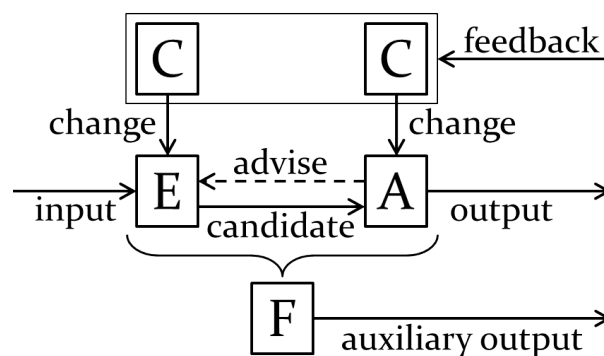 C
C
feedback
change
change
advise
E
A
input
candidate
output
F
auxiliary output